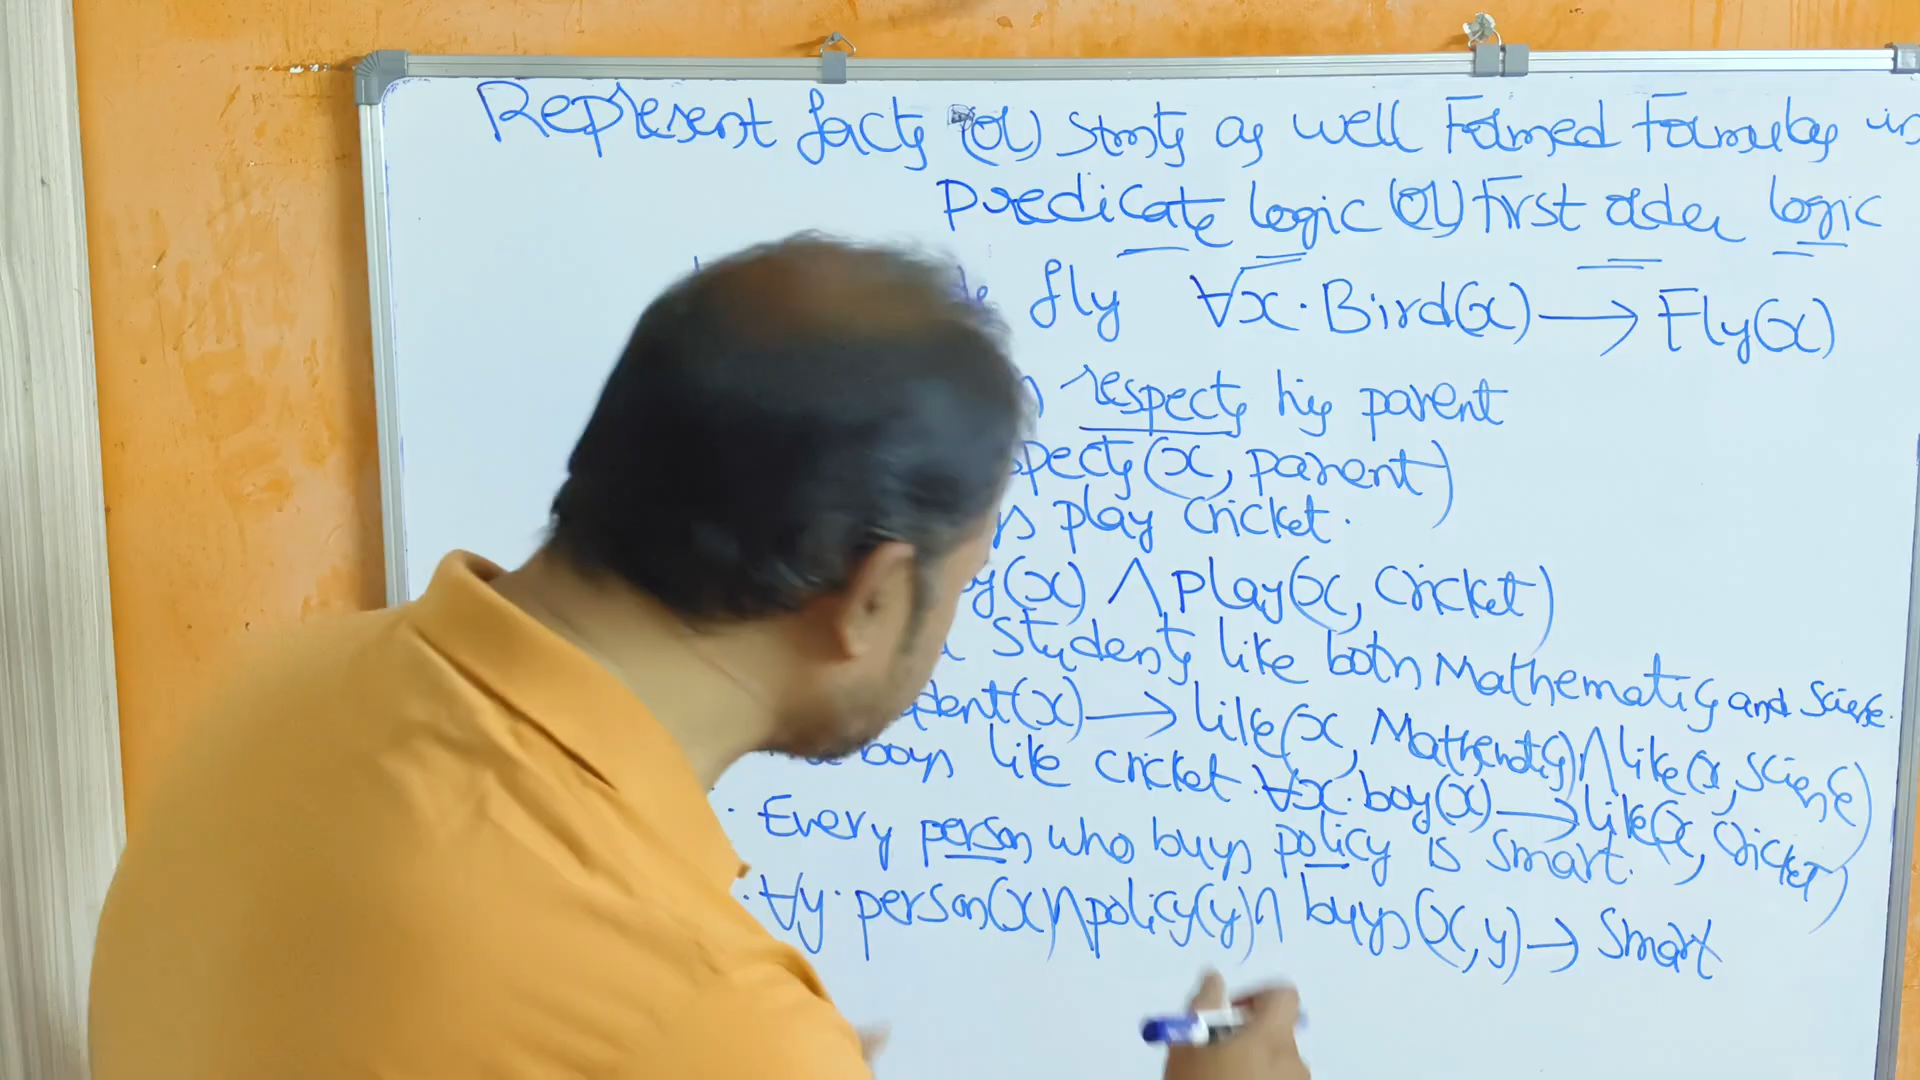 Represent facts (or) Stmts as well Formed Formulas in
predicate logic (or) First order logic
fly ∀x·Bird(x) → Fly(x)
respects his parent
spects(x, parent)
ys play cricket.
y(x) ∧ play(x, cricket)
students like both Mathematics and Science.
udent(x) → like(x, Mathematics) ∧ like(x, science)
boys like cricket. ∀x·boy(x) → like(x, cricket)
Every person who buys policy is smart.
·∀y·person(x) ∧ policy(y) ∧ buys(x,y) → smart